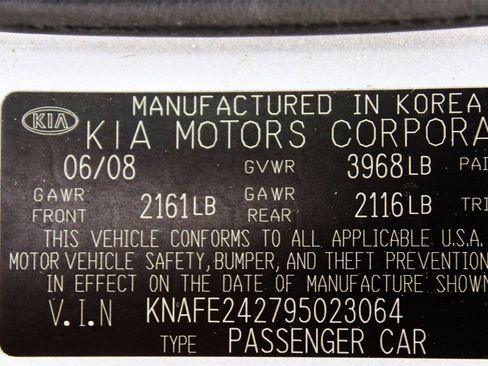 MANUFACTURED IN KOREA
KIA KIA MOTORS CORPORA
06/08 GVWR 3968LB PAI
GAWR FRONT 2161LB GAWR REAR 2116LB TRI
THIS VEHICLE CONFORMS TO ALL APPLICABLE U.S.A.
MOTOR VEHICLE SAFETY, BUMPER, AND THEFT PREVENTION
IN EFFECT ON THE DATE OF MANUFACTURE SHOWN
V.I.N KNAFE242795023064
TYPE PASSENGER CAR